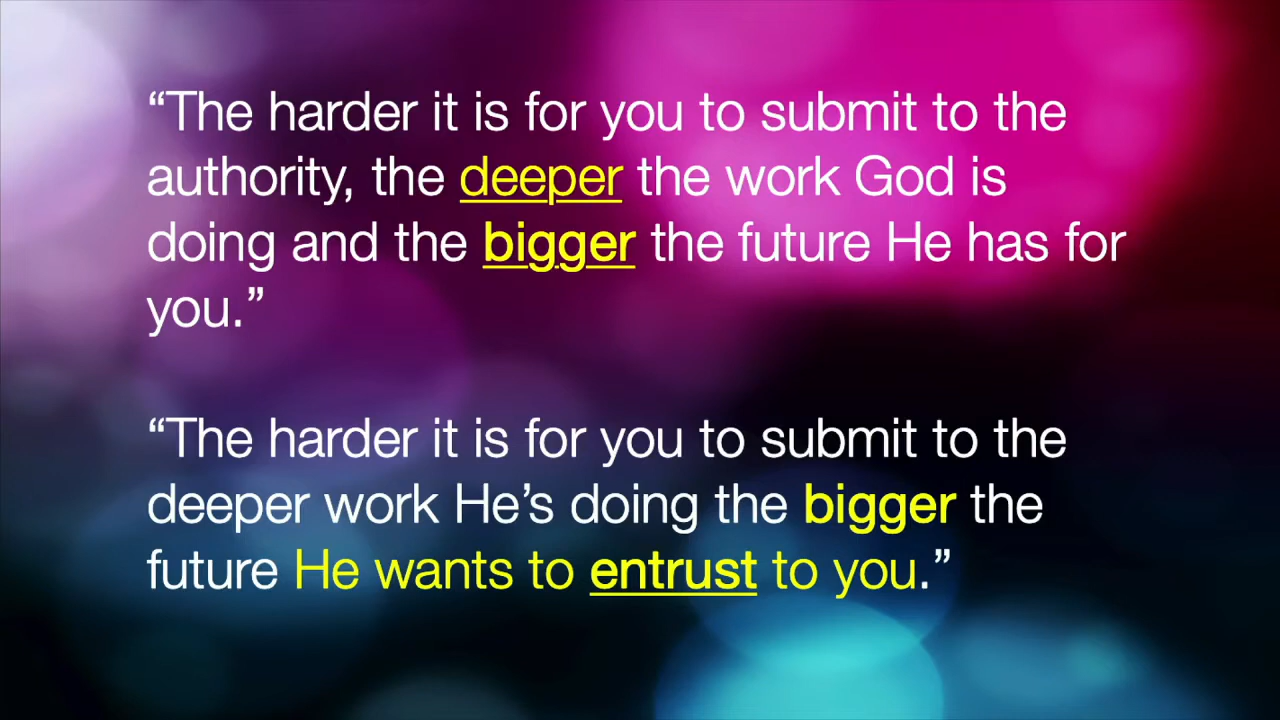 “The harder it is for you to submit to the
authority, the deeper the work God is
doing and the bigger the future He has for
you.”
“The harder it is for you to submit to the
deeper work He’s doing the bigger the
future He wants to entrust to you.”